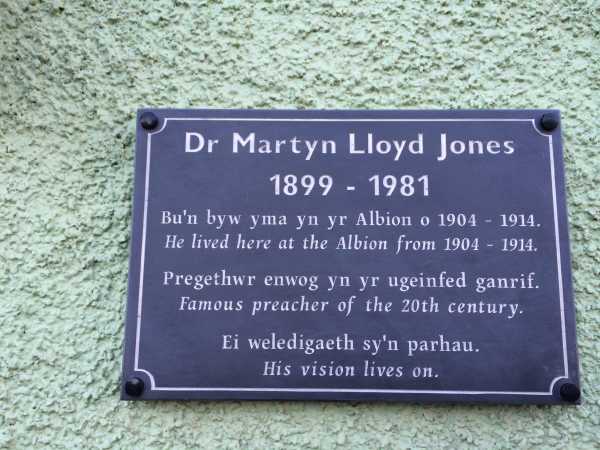 Dr Martyn Lloyd Jones
1899 - 1981
Bu'n byw yma yn yr Albion o 1904 - 1914.
He lived here at the Albion from 1904 - 1914.
Pregethwr enwog yn yr ugeinfed ganrif.
Famous preacher of the 20th century.
Ei weledigaeth sy'n parhau.
His vision lives on.